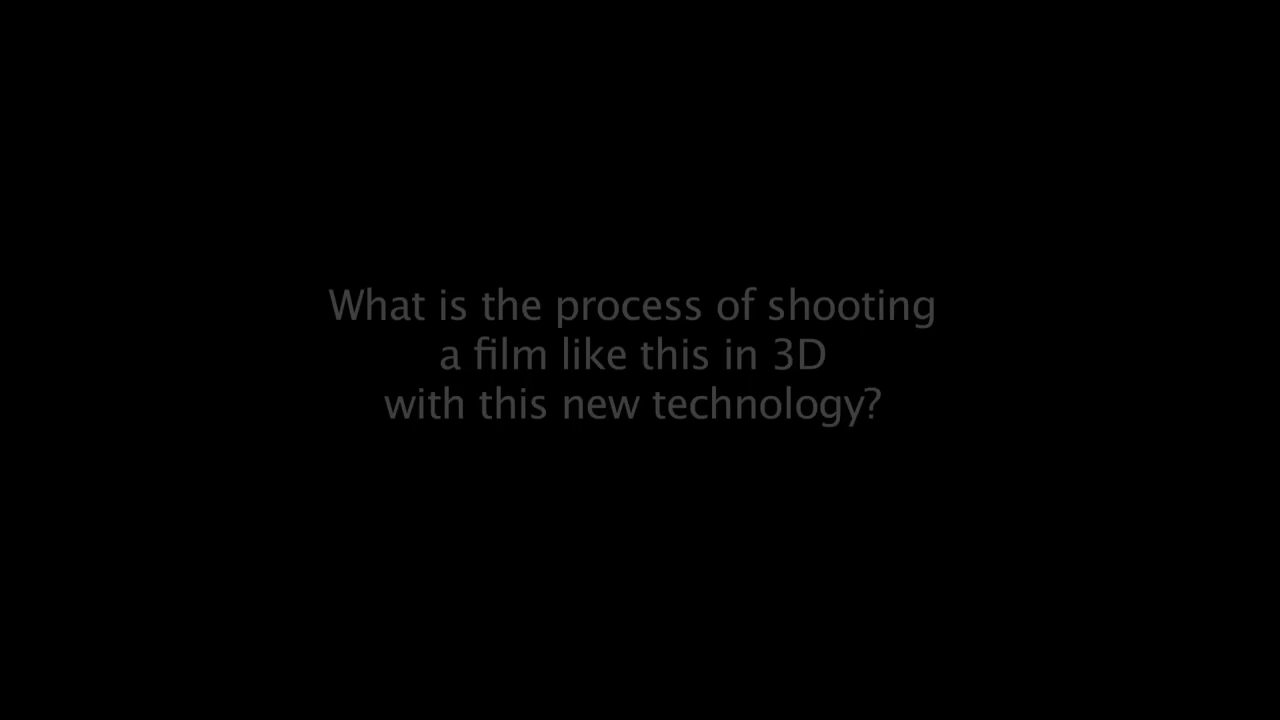 What is the process of shooting
a film like this in 3D
with this new technology?